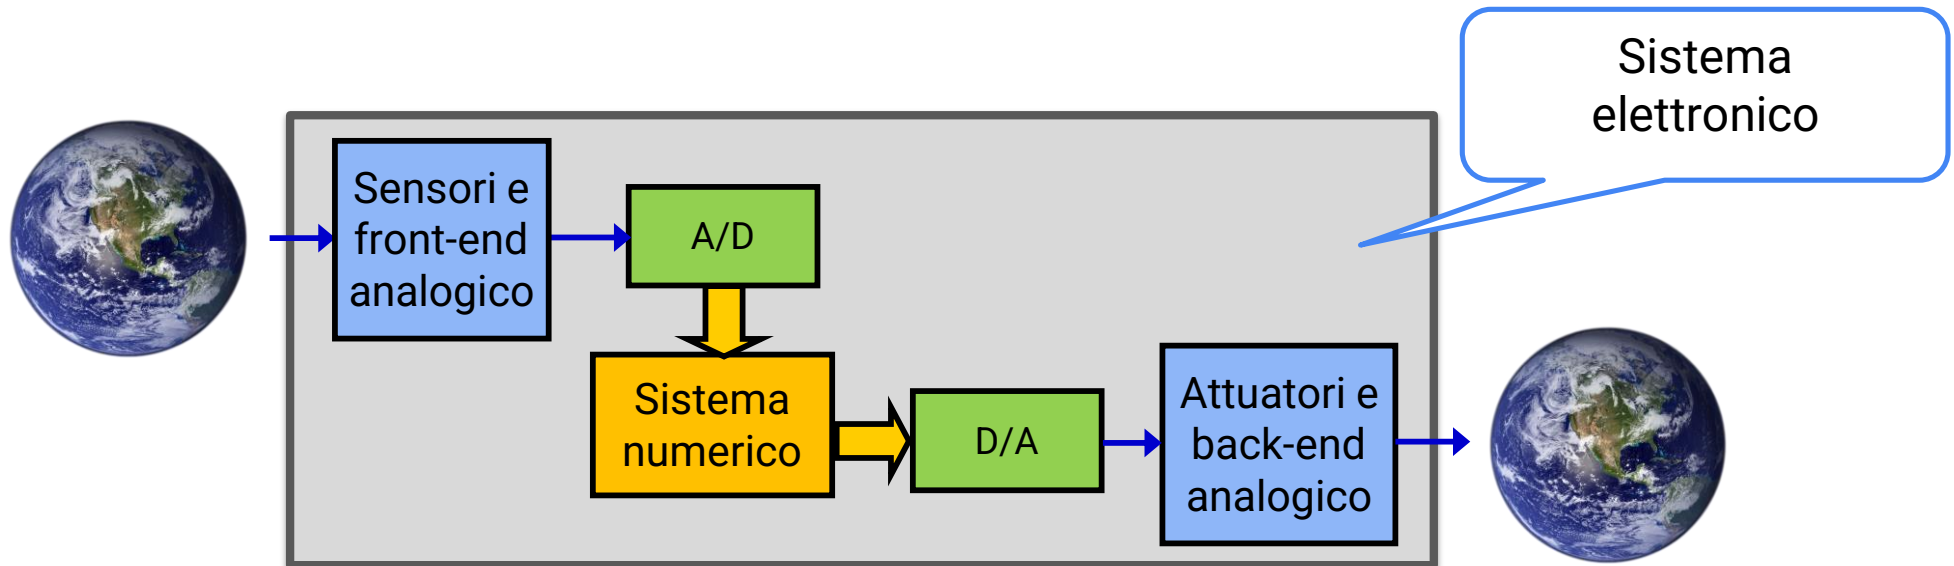 Sistema
elettronico
Sensori e
front-end
analogico
A/D
Sistema
numerico
D/A
Attuatori e
back-end
analogico